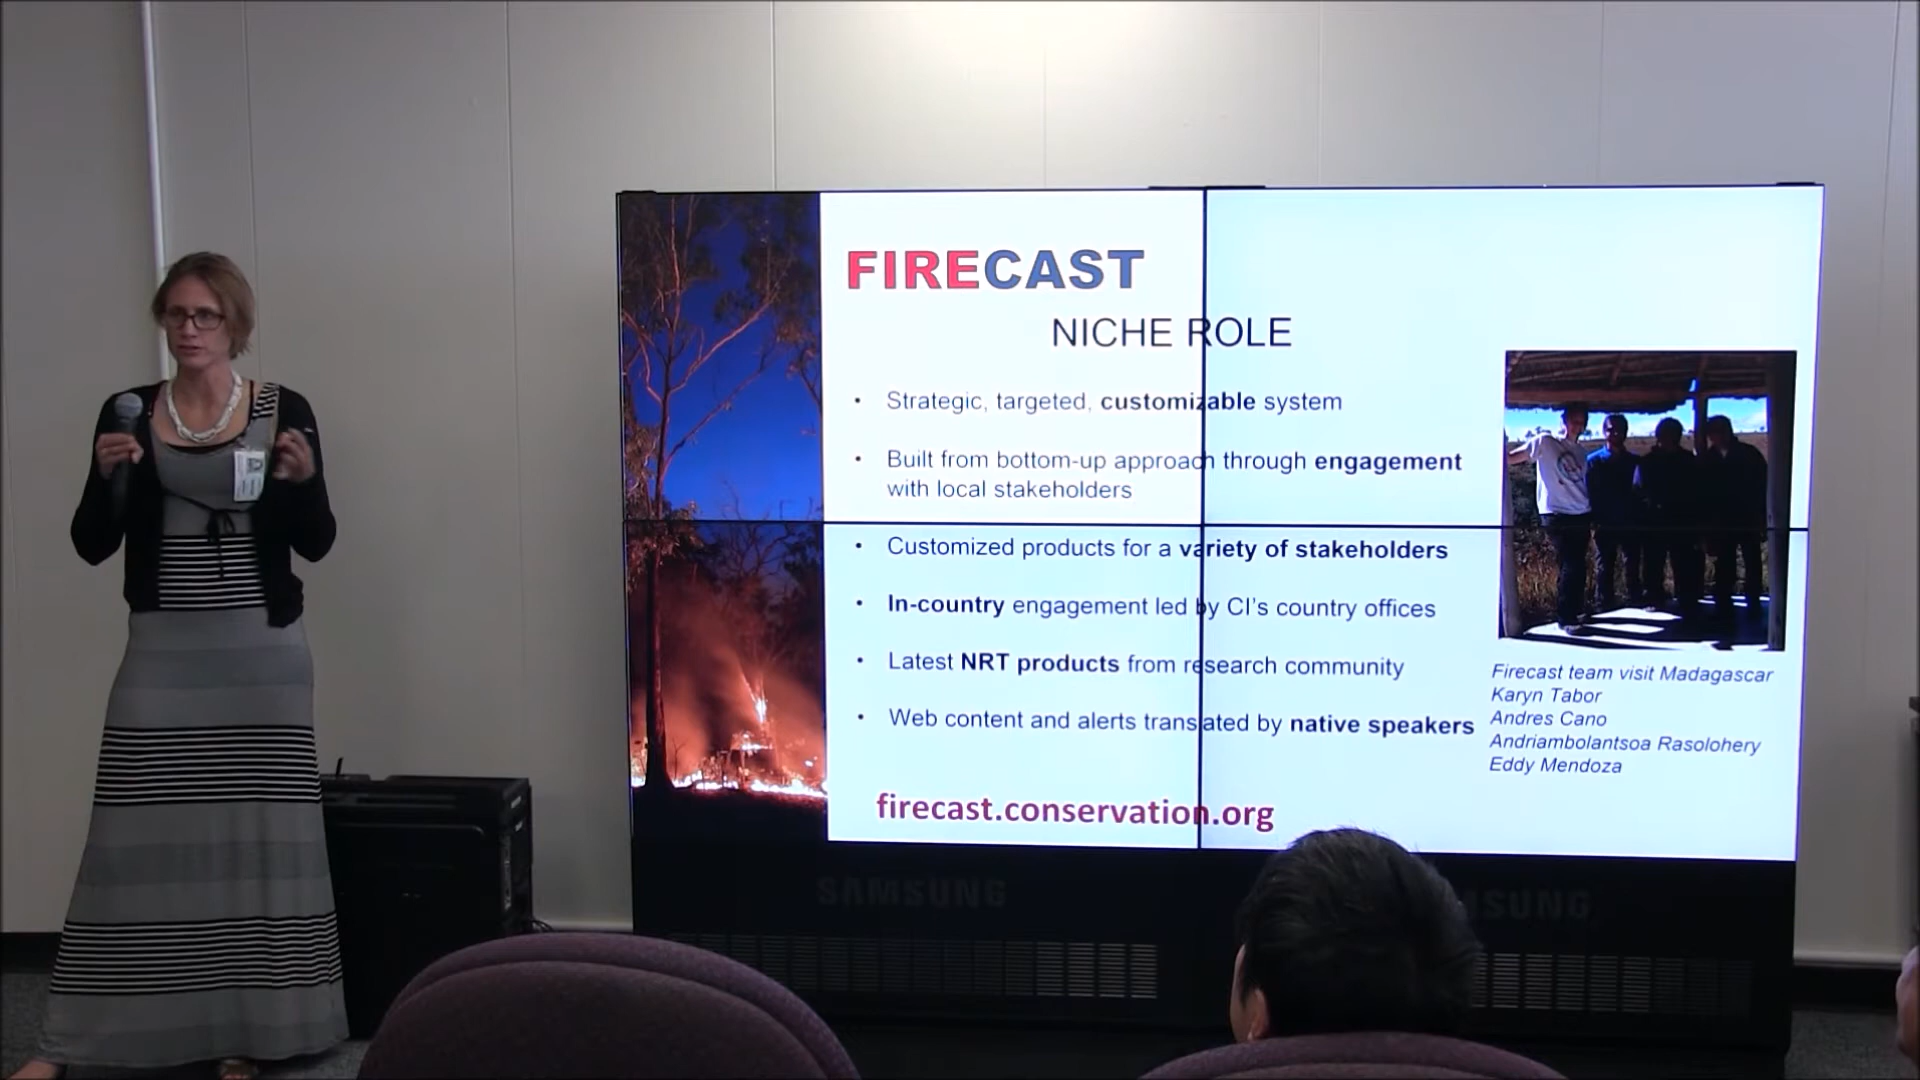 FIRECAST
NICHE ROLE
• Strategic, targeted, customizable system
• Built from bottom-up approach through engagement
with local stakeholders
• Customized products for a variety of stakeholders
• In-country engagement led by CI's country offices
• Latest NRT products from research community
• Web content and alerts translated by native speakers
firecast.conservation.org
Firecast team visit Madagascar
Karyn Tabor
Andres Cano
Andriambolantsoa Rasolohery
Eddy Mendoza
SAMSUNG
SUNG